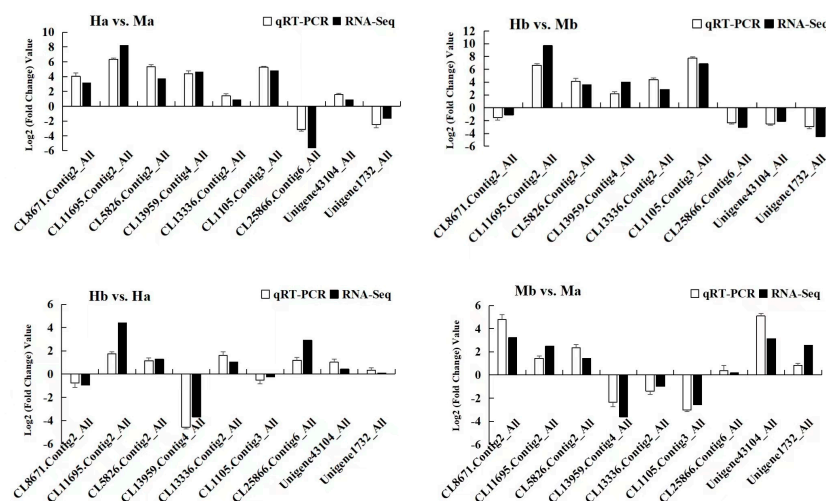 Ha vs. Ma
qRT-PCR RNA-Seq
Log2 (Fold Change) Value
10
8
6
4
2
0
-2
-4
-6
CL8671.Contig2_All
CL11695.Contig2_All
CL5826.Contig2_All
CL13959.Contig4_All
CL13336.Contig2_All
CL1105.Contig3_All
CL25866.Contig6_All
Unigene43104_All
Unigene1732_All
Hb vs. Mb
qRT-PCR RNA-Seq
Log2 (Fold Change) Value
12
10
8
6
4
2
0
-2
-4
-6
CL8671.Contig2_All
CL11695.Contig2_All
CL5826.Contig2_All
CL13959.Contig4_All
CL13336.Contig2_All
CL1105.Contig3_All
CL25866.Contig6_All
Unigene43104_All
Unigene1732_All
Hb vs. Ha
qRT-PCR RNA-Seq
Log2 (Fold Change) Value
6
4
2
0
-2
-4
-6
CL8671.Contig2_All
CL11695.Contig2_All
CL5826.Contig2_All
CL13959.Contig4_All
CL13336.Contig2_All
CL1105.Contig3_All
CL25866.Contig6_All
Unigene43104_All
Unigene1732_All
Mb vs. Ma
qRT-PCR RNA-Seq
Log2 (Fold Change) Value
6
4
2
0
-2
-4
-6
CL8671.Contig2_All
CL11695.Contig2_All
CL5826.Contig2_All
CL13959.Contig4_All
CL13336.Contig2_All
CL1105.Contig3_All
CL25866.Contig6_All
Unigene43104_All
Unigene1732_All